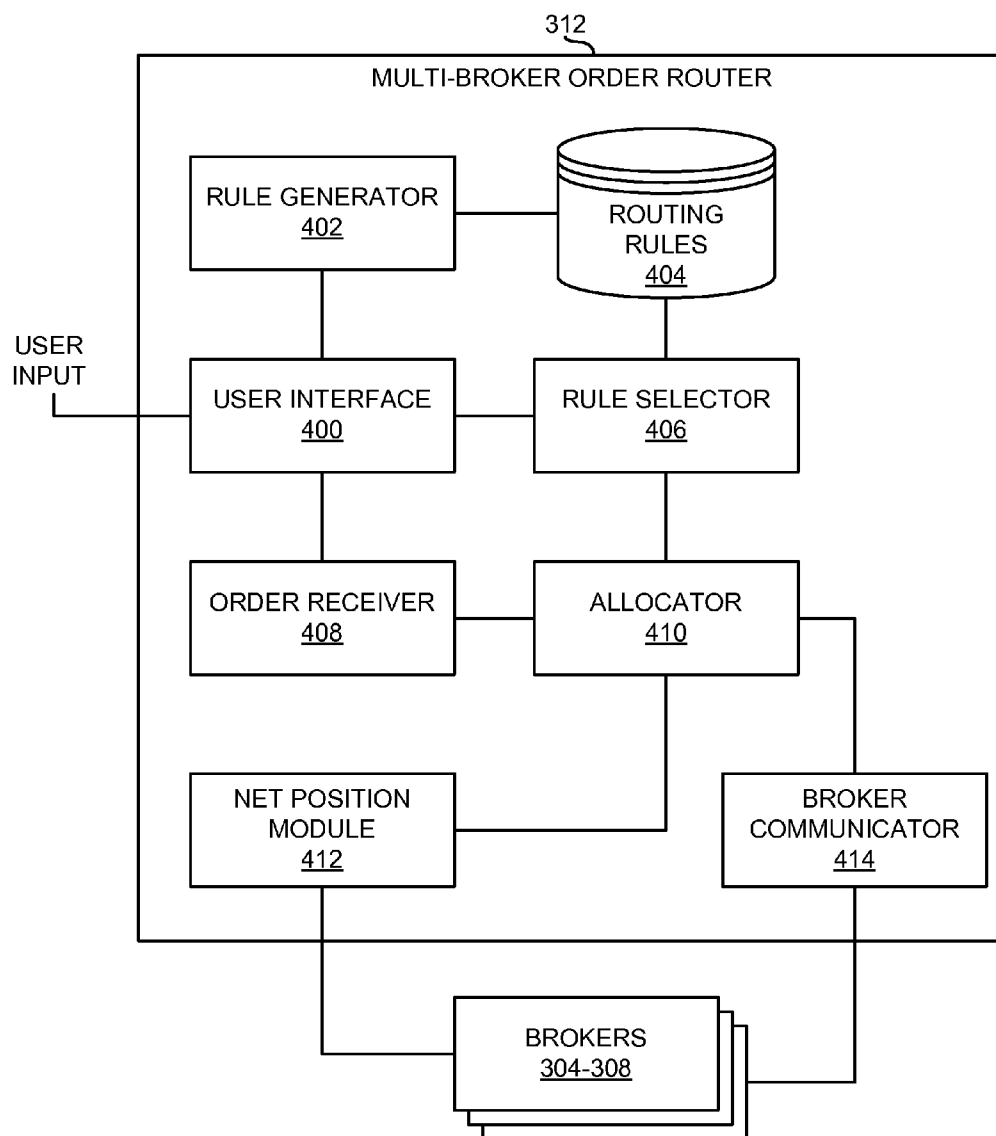 312
MULTI-BROKER ORDER ROUTER
RULE GENERATOR
402
ROUTING
RULES
404
USER
INPUT
USER INTERFACE
400
RULE SELECTOR
406
ORDER RECEIVER
408
ALLOCATOR
410
NET POSITION
MODULE
412
BROKER
COMMUNICATOR
414
BROKERS
304-308